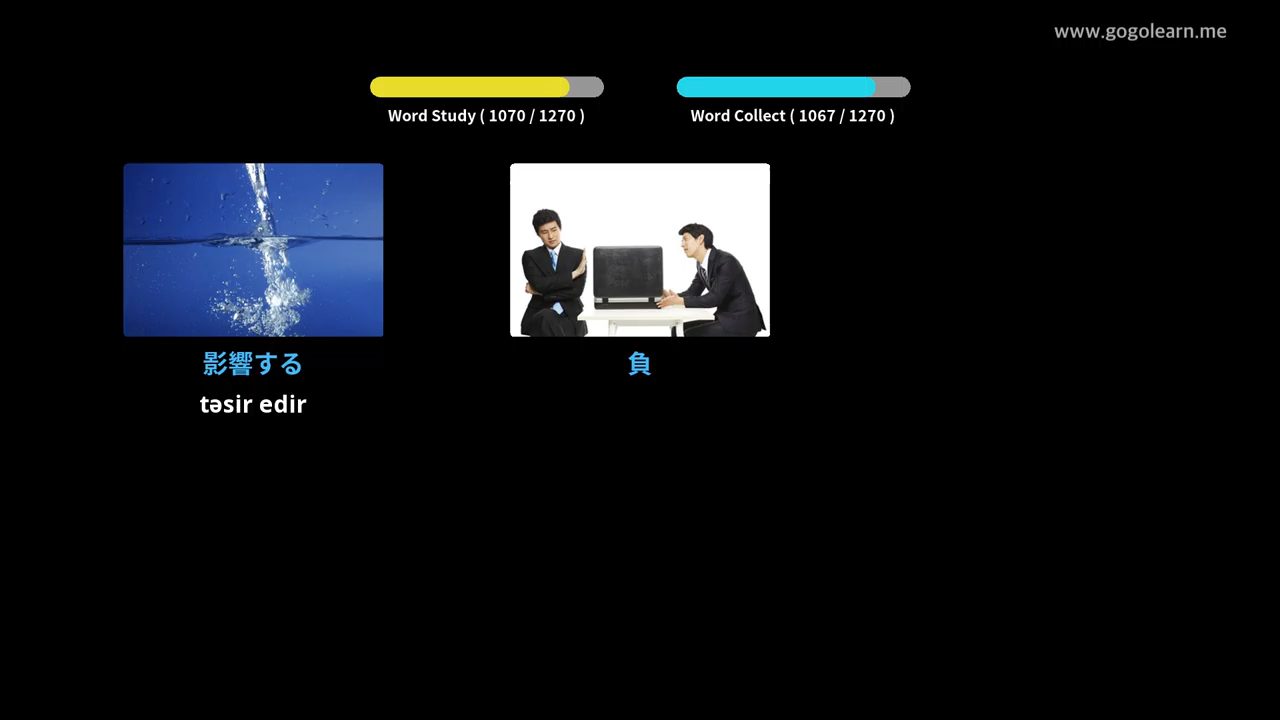 www.gogolearn.me
Word Study ( 1070 / 1270 )
Word Collect ( 1067 / 1270 )
影響する
təsir edir
負